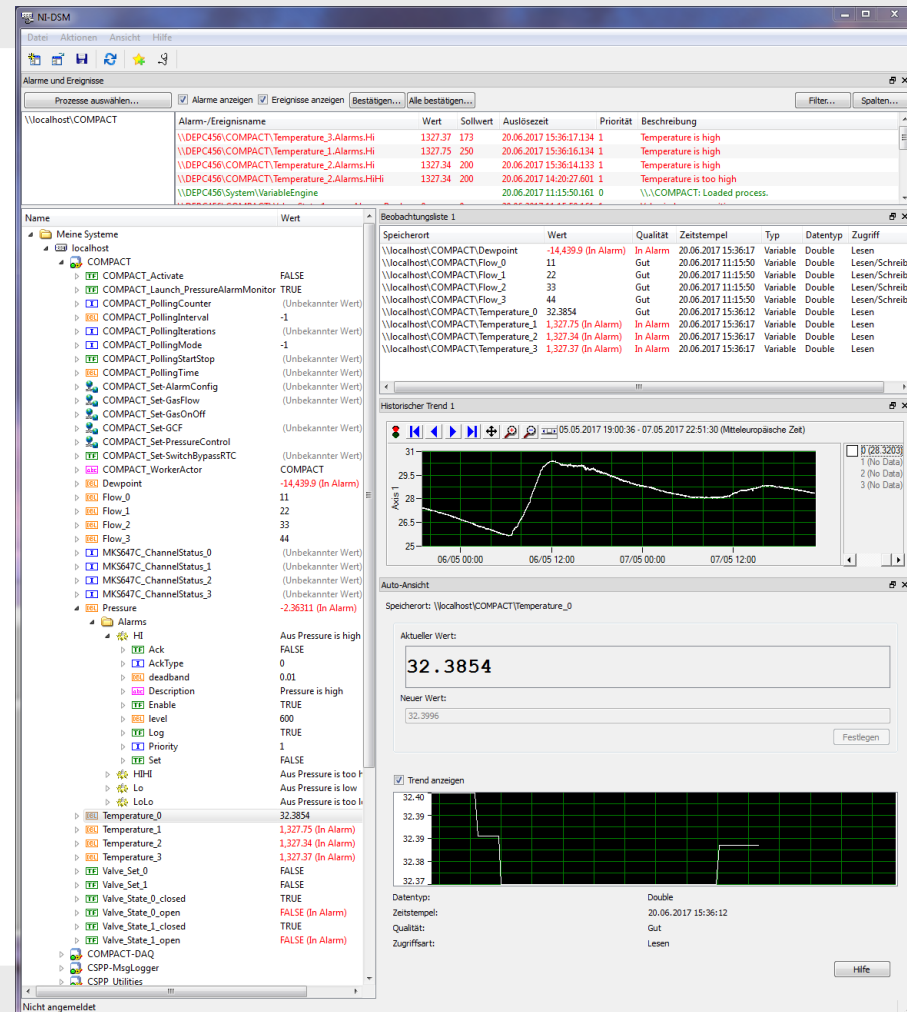 NI-DSM
Datei Aktionen Ansicht Hilfe
Alarme und Ereignisse
Prozesse auswählen... Alarme anzeigen Ereignisse anzeigen Bestätigen... Alle bestätigen... Filter... Spalten...
\\localhost\COMPACT
Alarm-/Ereignisname Wert Sollwert Auslösezeit Priorität Beschreibung
\\DEPC456\COMPACT\Temperature_3.Alarms.Hi 1327.37 173 20.06.2017 15:36:17.134 1 Temperature is high
\\DEPC456\COMPACT\Temperature_1.Alarms.Hi 1327.75 250 20.06.2017 15:36:16.134 1 Temperature is high
\\DEPC456\COMPACT\Temperature_2.Alarms.Hi 1327.34 200 20.06.2017 15:36:14.133 1 Temperature is high
\\DEPC456\COMPACT\Temperature_2.Alarms.HiHi 1327.34 200 20.06.2017 14:20:27.601 1 Temperature is too high
\\DEPC456\System\VariableEngine 20.06.2017 11:15:50.161 0 \\.\COMPACT: Loaded process.
Name Wert
Meine Systeme
localhost
COMPACT
COMPACT_Activate FALSE
COMPACT_Launch_PressureAlarmMonitor TRUE
COMPACT_PollingCounter (Unbekannter Wert)
COMPACT_PollingInterval -1
COMPACT_PollingIterations (Unbekannter Wert)
COMPACT_PollingMode -1
COMPACT_PollingStartStop (Unbekannter Wert)
COMPACT_PollingTime (Unbekannter Wert)
COMPACT_Set-AlarmConfig (Unbekannter Wert)
COMPACT_Set-GasFlow (Unbekannter Wert)
COMPACT_Set-GasOnOff
COMPACT_Set-GCF (Unbekannter Wert)
COMPACT_Set-PressureControl
COMPACT_Set-SwitchBypassRTC (Unbekannter Wert)
COMPACT_WorkerActor COMPACT
Dewpoint -14,439.9 (In Alarm)
Flow_0 11
Flow_1 22
Flow_2 33
Flow_3 44
MKS647C_ChannelStatus_0 (Unbekannter Wert)
MKS647C_ChannelStatus_1 (Unbekannter Wert)
MKS647C_ChannelStatus_2 (Unbekannter Wert)
MKS647C_ChannelStatus_3 (Unbekannter Wert)
Pressure -2.36311 (In Alarm)
Alarms
HI Aus Pressure is high
Ack FALSE
AckType 0
deadband 0.01
Description Pressure is high
Enable TRUE
level 600
Log TRUE
Priority 1
Set FALSE
HIHI Aus Pressure is too h
Lo Aus Pressure is low
LoLo Aus Pressure is too l
Temperature_0 32.3854
Temperature_1 1,327.75 (In Alarm)
Temperature_2 1,327.34 (In Alarm)
Temperature_3 1,327.37 (In Alarm)
Valve_Set_0 FALSE
Valve_Set_1 FALSE
Valve_State_0_closed TRUE
Valve_State_0_open FALSE (In Alarm)
Valve_State_1_closed TRUE
Valve_State_1_open FALSE (In Alarm)
COMPACT-DAQ
CSPP-MsgLogger
CSPP_Utilities
Nicht angemeldet
Beobachtungsliste 1
Speicherort Wert Qualität Zeitstempel Typ Datentyp Zugriff
\\localhost\COMPACT\Dewpoint -14,439.9 (In Alarm) In Alarm 20.06.2017 15:36:17 Variable Double Lesen
\\localhost\COMPACT\Flow_0 11 Gut 20.06.2017 11:15:50 Variable Double Lesen/Schreib
\\localhost\COMPACT\Flow_1 22 Gut 20.06.2017 11:15:50 Variable Double Lesen/Schreib
\\localhost\COMPACT\Flow_2 33 Gut 20.06.2017 11:15:50 Variable Double Lesen/Schreib
\\localhost\COMPACT\Flow_3 44 Gut 20.06.2017 11:15:50 Variable Double Lesen/Schreib
\\localhost\COMPACT\Temperature_0 32.3854 Gut 20.06.2017 15:36:12 Variable Double Lesen
\\localhost\COMPACT\Temperature_1 1,327.75 (In Alarm) In Alarm 20.06.2017 15:36:17 Variable Double Lesen
\\localhost\COMPACT\Temperature_2 1,327.34 (In Alarm) In Alarm 20.06.2017 15:36:17 Variable Double Lesen
\\localhost\COMPACT\Temperature_3 1,327.37 (In Alarm) In Alarm 20.06.2017 15:36:17 Variable Double Lesen
Historischer Trend 1
05.05.2017 19:00:36 - 07.05.2017 22:51:30 (Mitteleuropäische Zeit)
31
29.5
28
26.5
25
Axis 1
06/05 00:00 06/05 12:00 07/05 00:00 07/05 12:00
0 (28.3203)
1 (No Data)
2 (No Data)
3 (No Data)
Auto-Ansicht
Speicherort: \\localhost\COMPACT\Temperature_0
Aktueller Wert:
32.3854
Neuer Wert:
32.3996
Festlegen
Trend anzeigen
32.40
32.39
32.39
32.38
32.37
Datentyp: Double
Zeitstempel: 20.06.2017 15:36:12
Qualität: Gut
Zugriffsart: Lesen
Hilfe